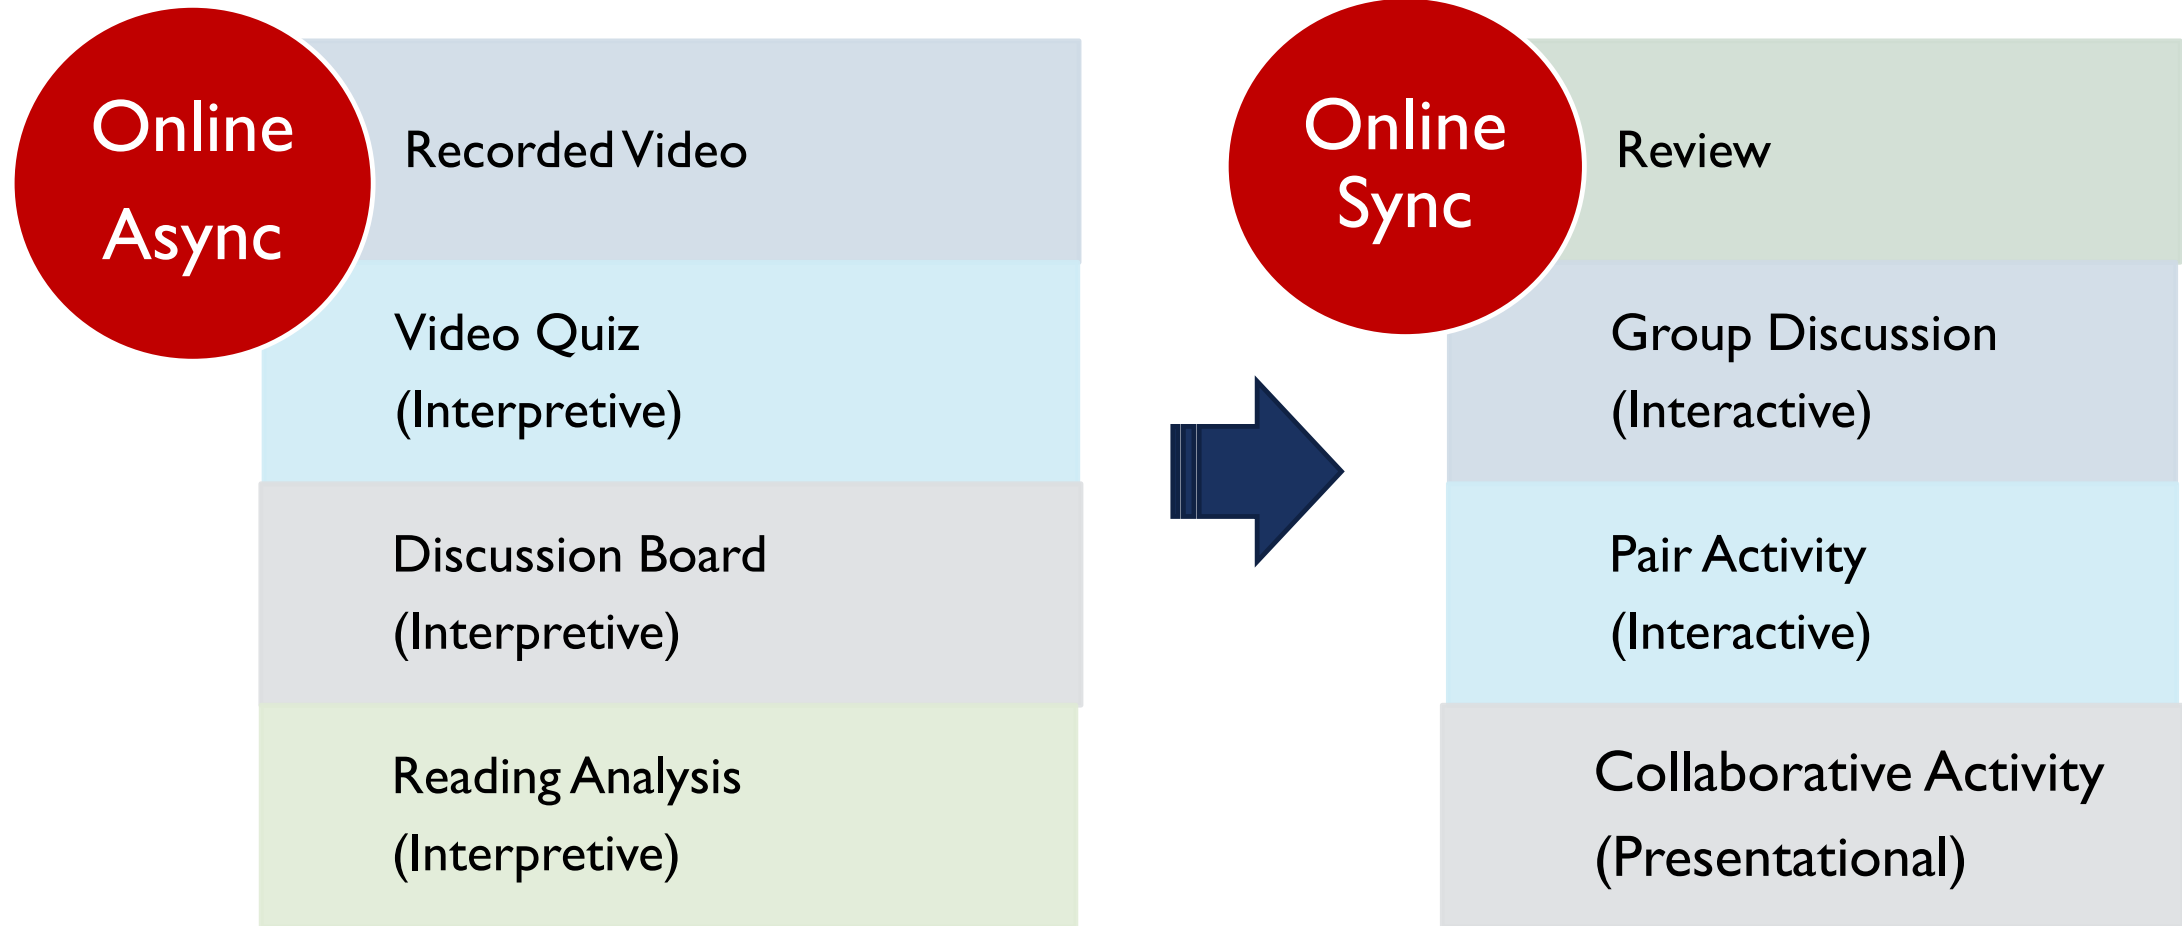 Online
Async
Recorded Video
Video Quiz
(Interpretive)
Discussion Board
(Interpretive)
Reading Analysis
(Interpretive)
Online
Sync
Review
Group Discussion
(Interactive)
Pair Activity
(Interactive)
Collaborative Activity
(Presentational)